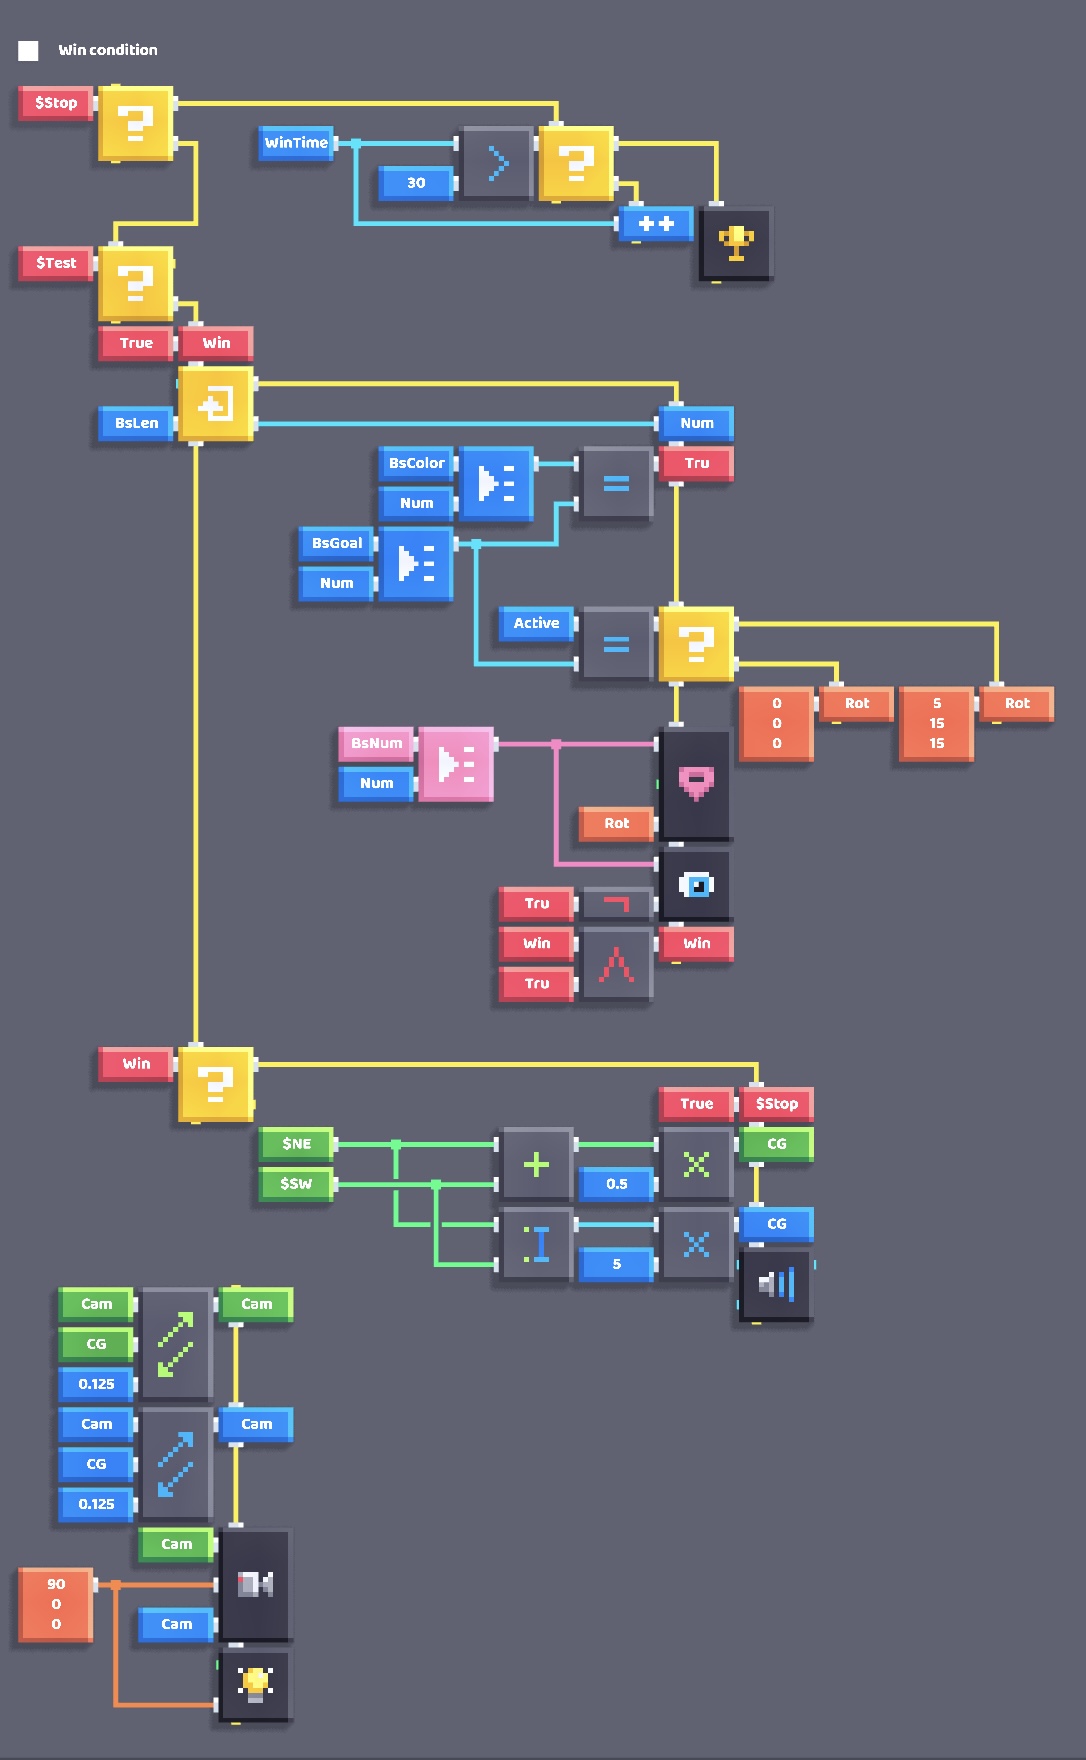 Win condition
$Stop
WinTime
30
++
$Test
True Win
BsLen
Num
BsColor
Tru
Num
BsGoal
Num
Active
0
0
0
Rot
5
15
15
Rot
BsNum
Num
Rot
Tru
Win
Win
Tru
Win
True $Stop
$NE
CG
$SW
0.5
CG
5
Cam
Cam
CG
0.125
Cam
Cam
CG
0.125
Cam
90
0
0
Cam